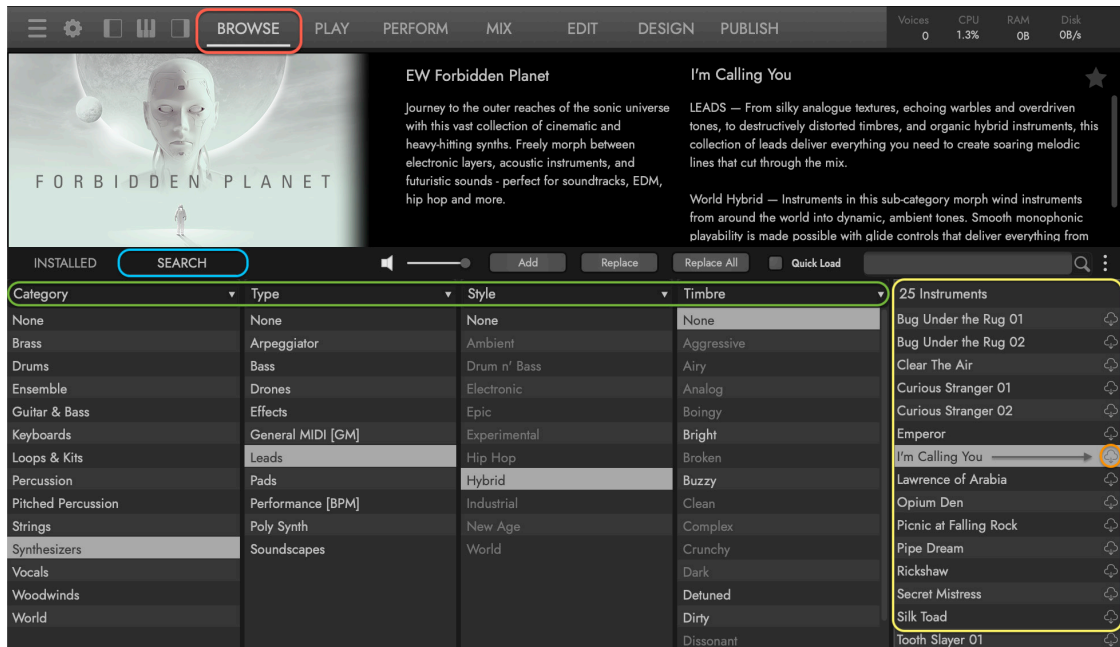 BROWSE PLAY PERFORM MIX EDIT DESIGN PUBLISH
Voices CPU RAM Disk
0 1.3% 0B 0B/s
FORBIDDEN PLANET
EW Forbidden Planet
Journey to the outer reaches of the sonic universe
with this vast collection of cinematic and
heavy-hitting synths. Freely morph between
electronic layers, acoustic instruments, and
futuristic sounds - perfect for soundtracks, EDM,
hip hop and more.
I'm Calling You
LEADS — From silky analogue textures, echoing warbles and overdriven
tones, to destructively distorted timbres, and organic hybrid instruments, this
collection of leads deliver everything you need to create soaring melodic
lines that cut through the mix.
World Hybrid — Instruments in this sub-category morph wind instruments
from around the world into dynamic, ambient tones. Smooth monophonic
playability is made possible with glide controls that deliver everything from
INSTALLED SEARCH Add Replace Replace All Quick Load
Category Type Style Timbre 25 Instruments
None None None None Bug Under the Rug 01
Brass Arpeggiator Ambient Aggressive Bug Under the Rug 02
Drums Bass Drum n' Bass Airy Clear The Air
Ensemble Drones Electronic Analog Curious Stranger 01
Guitar & Bass Effects Epic Boingy Curious Stranger 02
Keyboards General MIDI [GM] Experimental Bright Emperor
Loops & Kits Leads Hip Hop Broken I'm Calling You
Percussion Pads Hybrid Buzzy Lawrence of Arabia
Pitched Percussion Performance [BPM] Industrial Clean Opium Den
Strings Poly Synth New Age Complex Picnic at Falling Rock
Synthesizers Soundscapes World Crunchy Pipe Dream
Vocals Dark Rickshaw
Woodwinds Detuned Secret Mistress
World Dirty Silk Toad
Dissonant Tooth Slayer 01